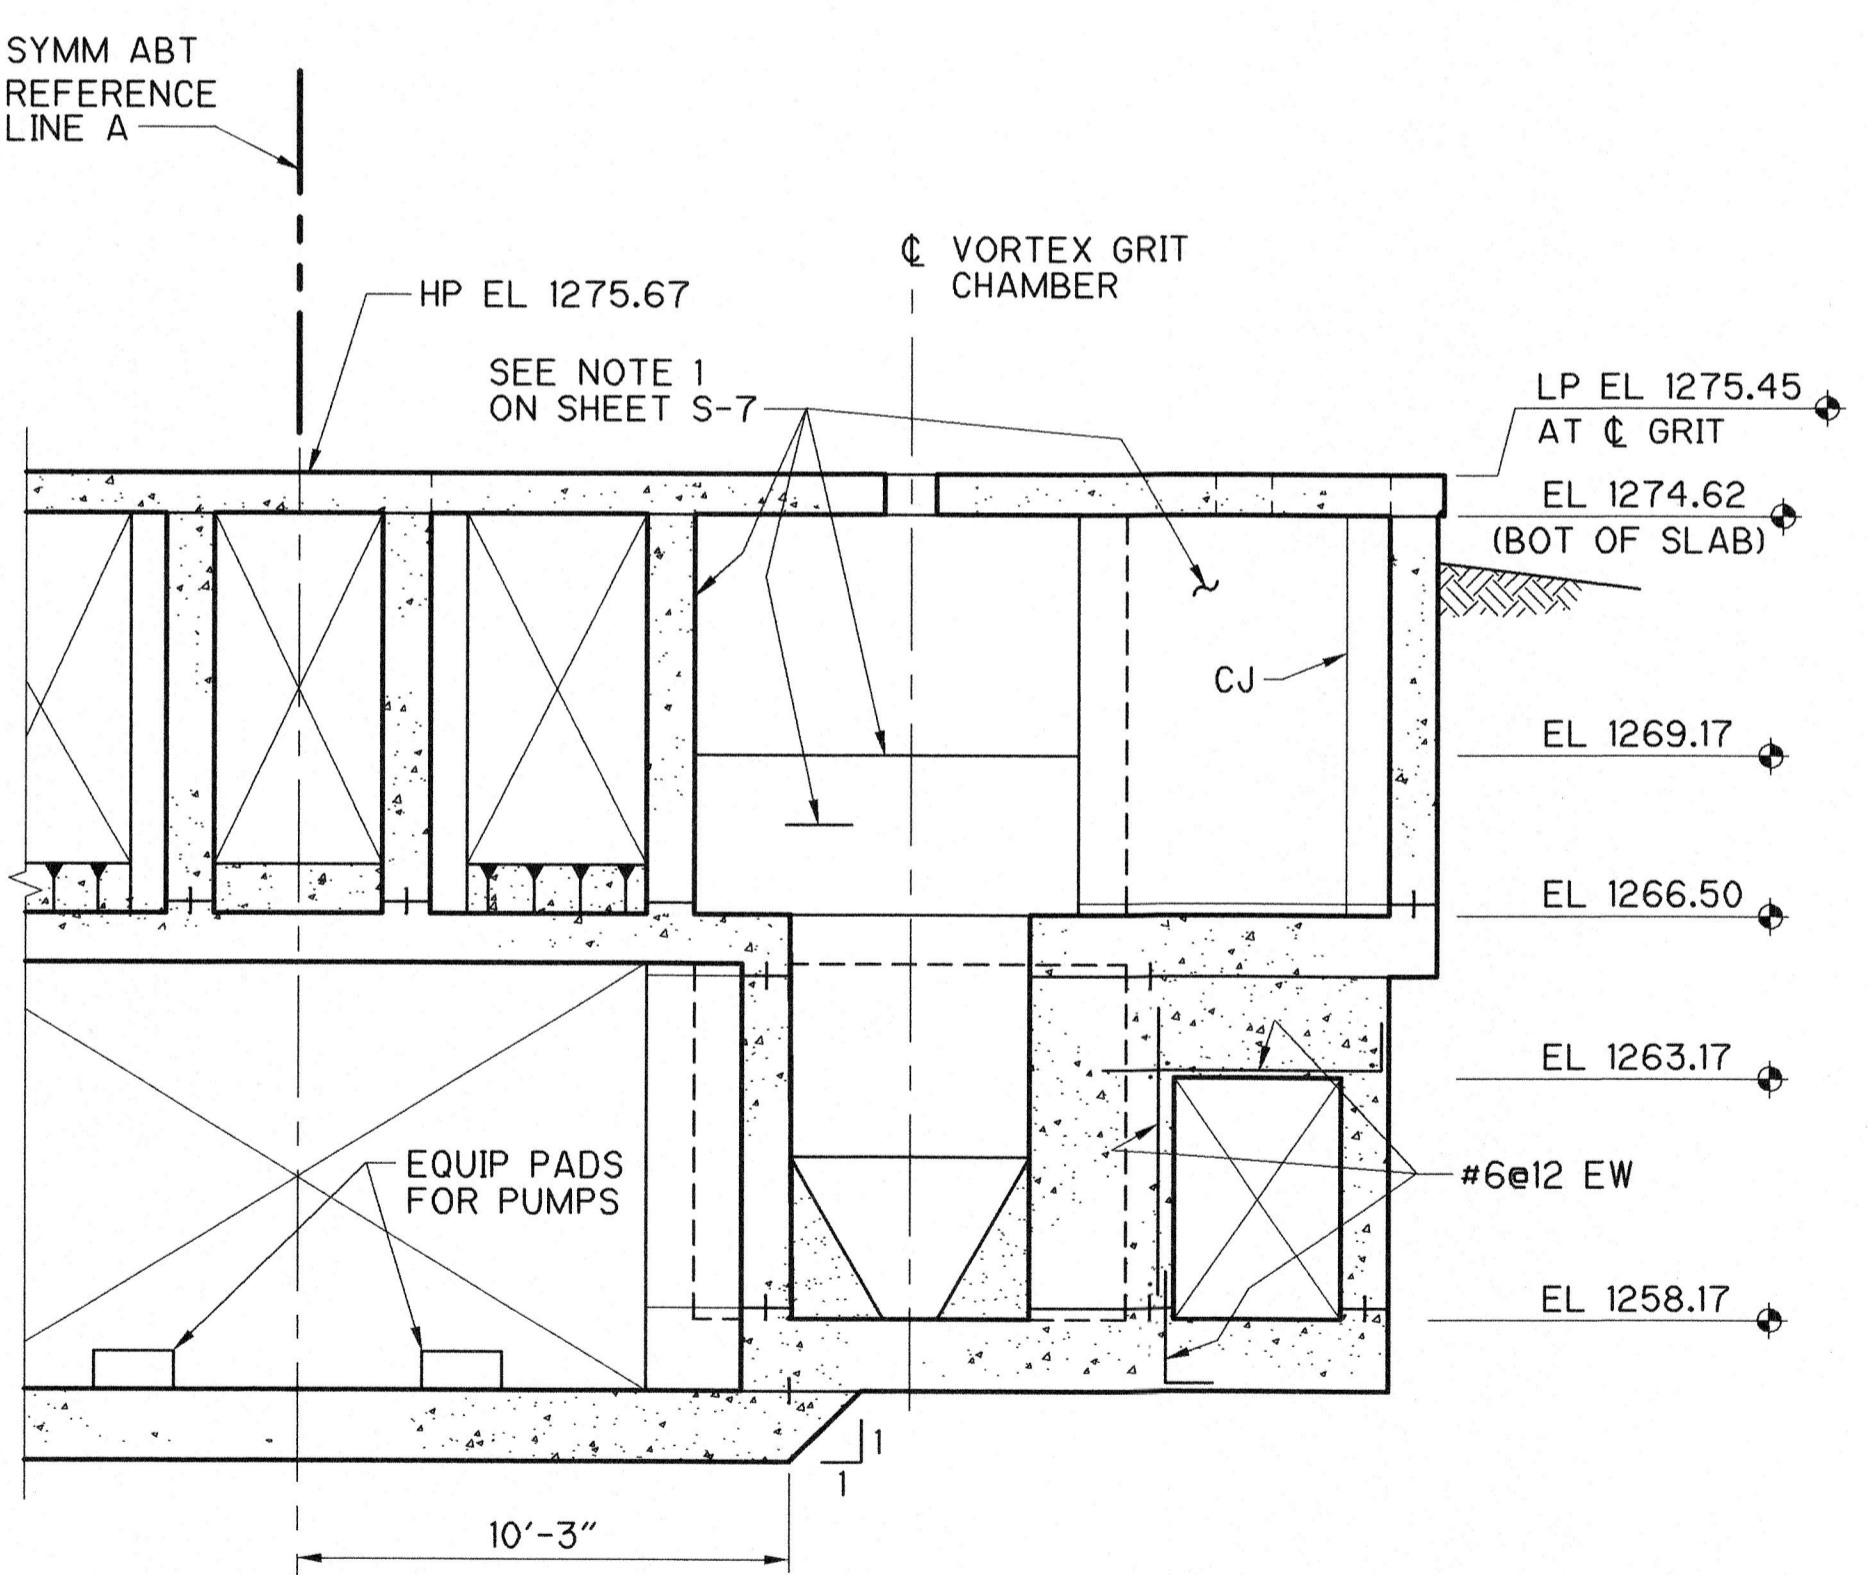 SYMM ABT
REFERENCE
LINE A
℄ VORTEX GRIT
CHAMBER
HP EL 1275.67
SEE NOTE 1
ON SHEET S-7
LP EL 1275.45
AT ℄ GRIT
EL 1274.62
(BOT OF SLAB)
CJ
EL 1269.17
EL 1266.50
EL 1263.17
EQUIP PADS
FOR PUMPS
#6@12 EW
EL 1258.17
1
1
10'-3"